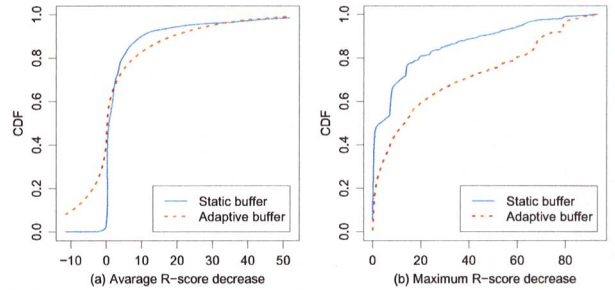 CDF
0.0 0.2 0.4 0.6 0.8 1.0
−10 0 10 20 30 40 50
Static buffer
Adaptive buffer
(a) Avarage R−score decrease
CDF
0.0 0.2 0.4 0.6 0.8 1.0
0 20 40 60 80
Static buffer
Adaptive buffer
(b) Maximum R−score decrease